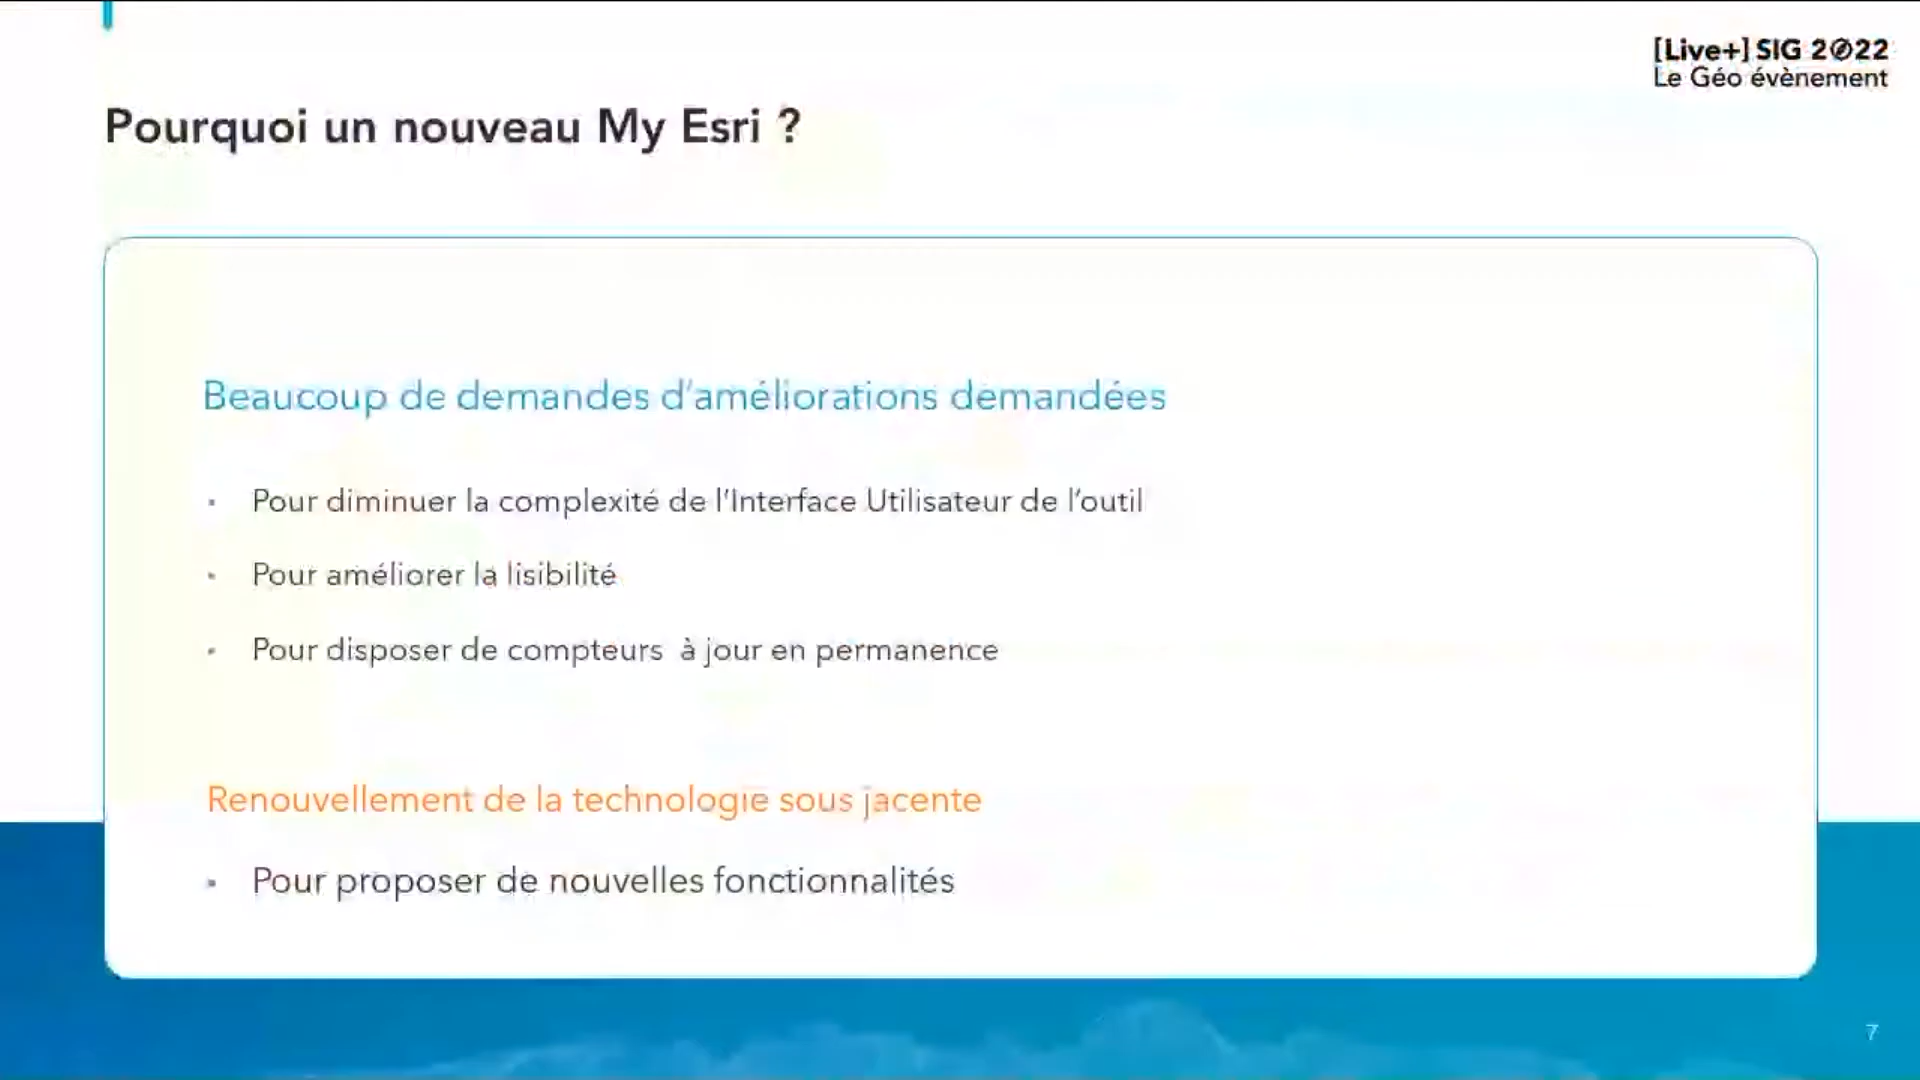 [Live+] SIG 2022
Le Géo évènement
Pourquoi un nouveau My Esri ?
Beaucoup de demandes d’améliorations demandées
• Pour diminuer la complexité de l’Interface Utilisateur de l’outil
• Pour améliorer la lisibilité
• Pour disposer de compteurs à jour en permanence
Renouvellement de la technologie sous jacente
• Pour proposer de nouvelles fonctionnalités
7